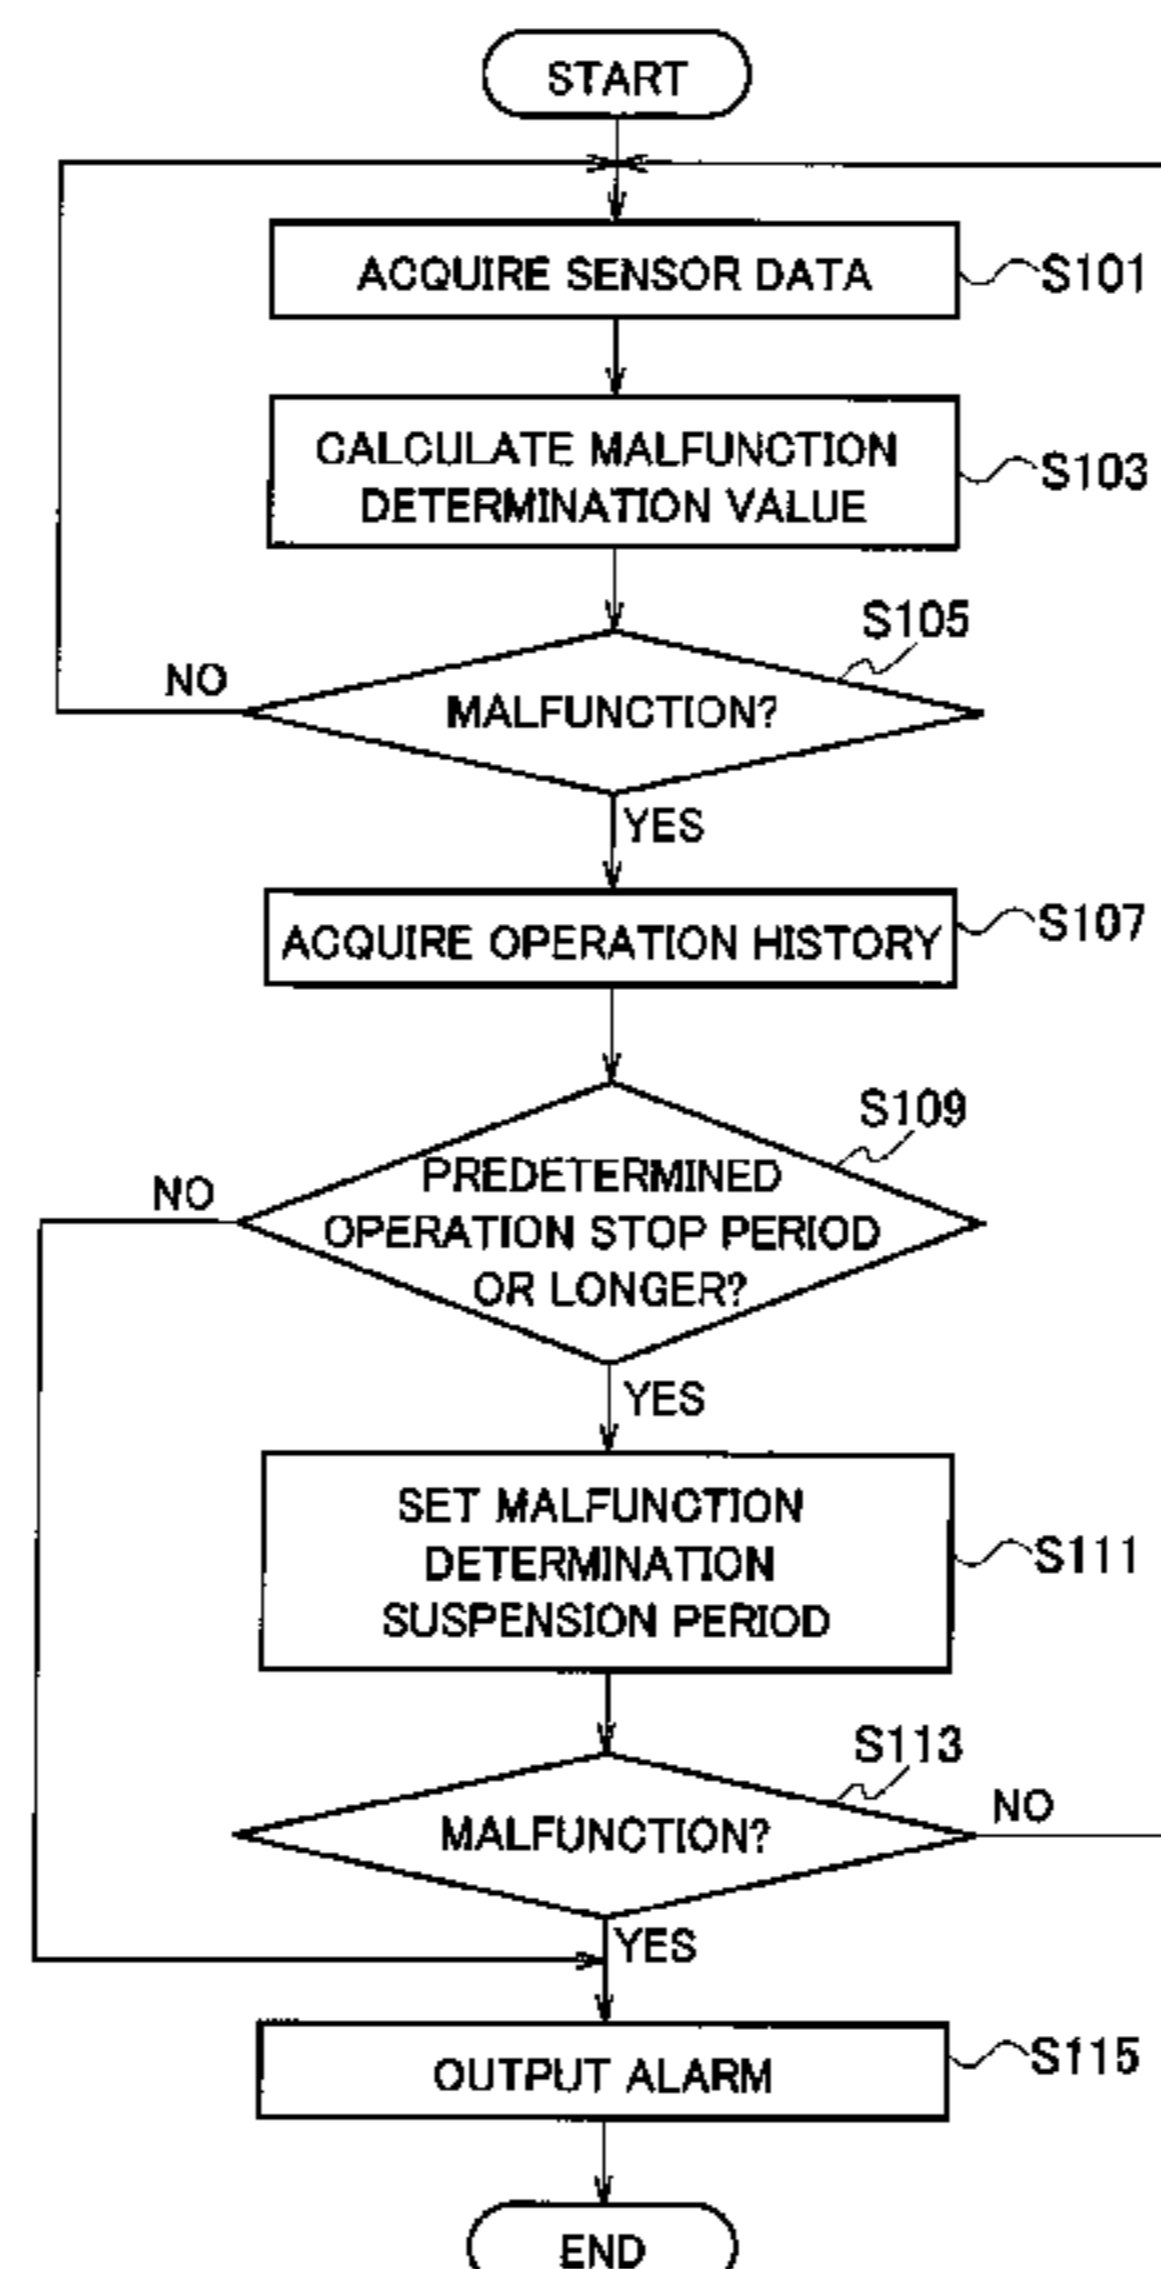 START
ACQUIRE SENSOR DATA
S101
CALCULATE MALFUNCTION
DETERMINATION VALUE
S103
S105
NO
MALFUNCTION?
YES
ACQUIRE OPERATION HISTORY
S107
S109
NO
PREDETERMINED
OPERATION STOP PERIOD
OR LONGER?
YES
SET MALFUNCTION
DETERMINATION
SUSPENSION PERIOD
S111
S113
MALFUNCTION?
NO
YES
OUTPUT ALARM
S115
END